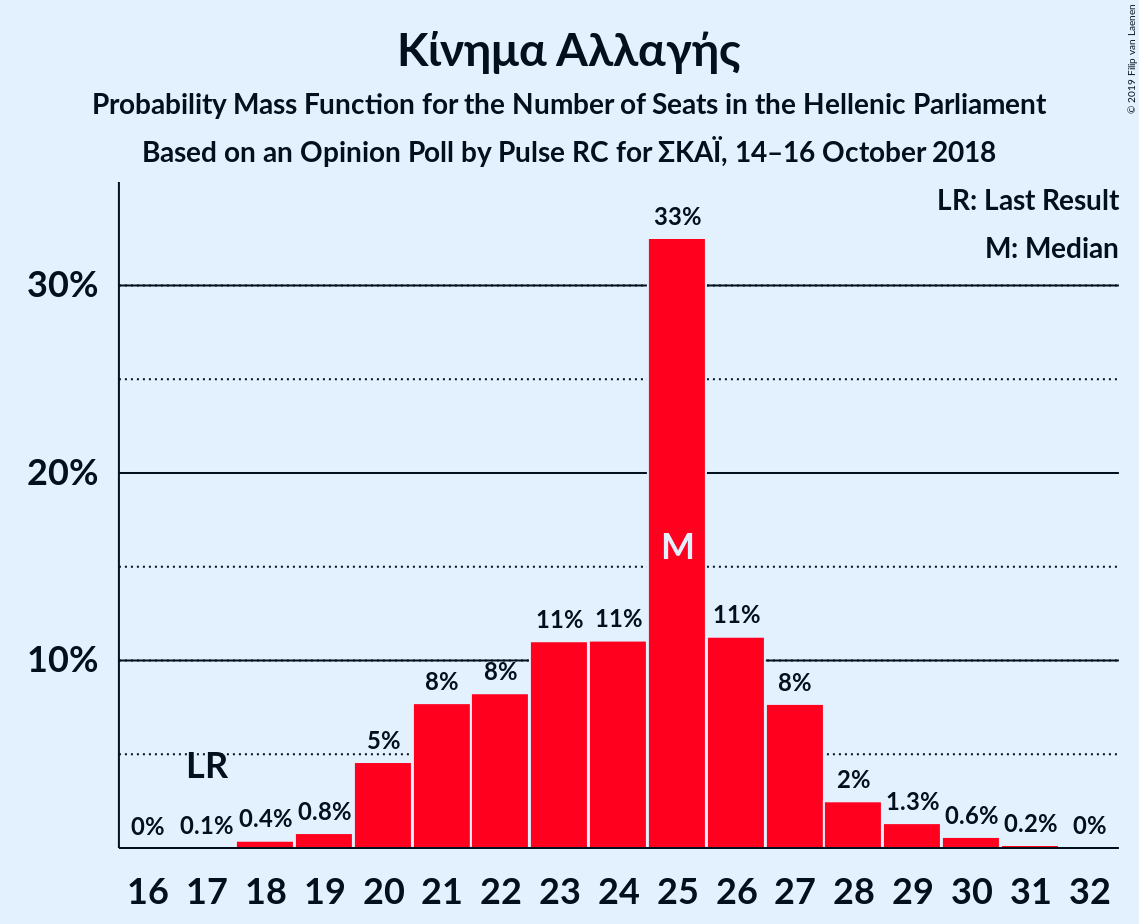 Κίνημα Αλλαγής
Probability Mass Function for the Number of Seats in the Hellenic Parliament
Based on an Opinion Poll by Pulse RC for ΣΚΑΪ, 14–16 October 2018
© 2019 Filip van Laenen
LR: Last Result
M: Median
30%
20%
10%
0%
0.1%
0.4%
0.8%
5%
8%
8%
11%
11%
33%
11%
8%
2%
1.3%
0.6%
0.2%
0%
LR
M
16 17 18 19 20 21 22 23 24 25 26 27 28 29 30 31 32